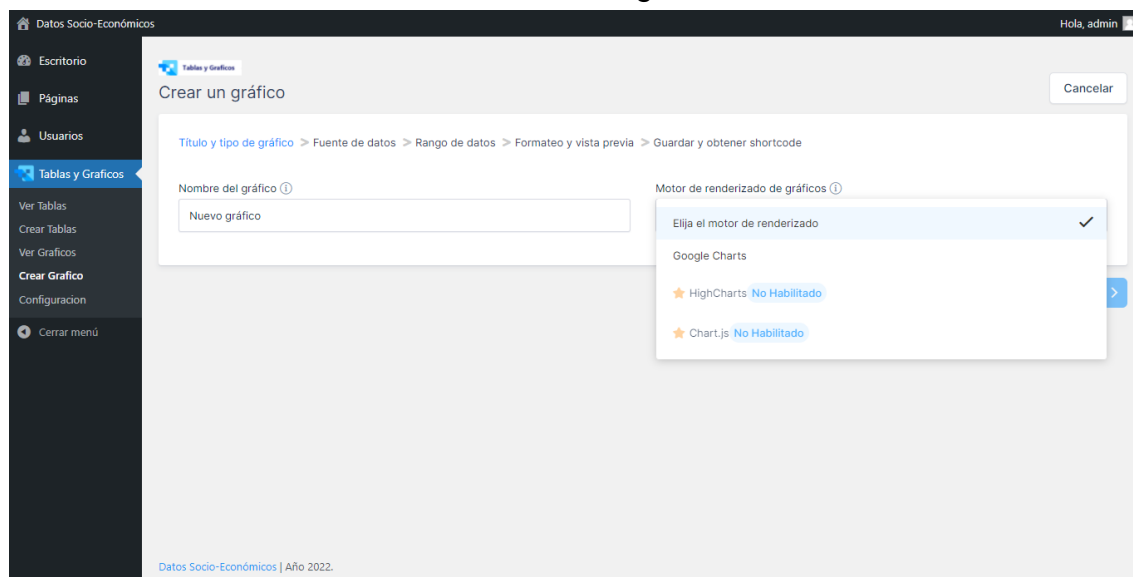 Datos Socio-Económicos
Hola, admin
Escritorio
Páginas
Usuarios
Tablas y Graficos
Ver Tablas
Crear Tablas
Ver Graficos
Crear Grafico
Configuracion
Cerrar menú
Tablas y Graficos
Crear un gráfico
Cancelar
Título y tipo de gráfico > Fuente de datos > Rango de datos > Formateo y vista previa > Guardar y obtener shortcode
Nombre del gráfico
Nuevo gráfico
Motor de renderizado de gráficos
Elija el motor de renderizado
Google Charts
HighCharts No Habilitado
Chart.js No Habilitado
Datos Socio-Económicos | Año 2022.